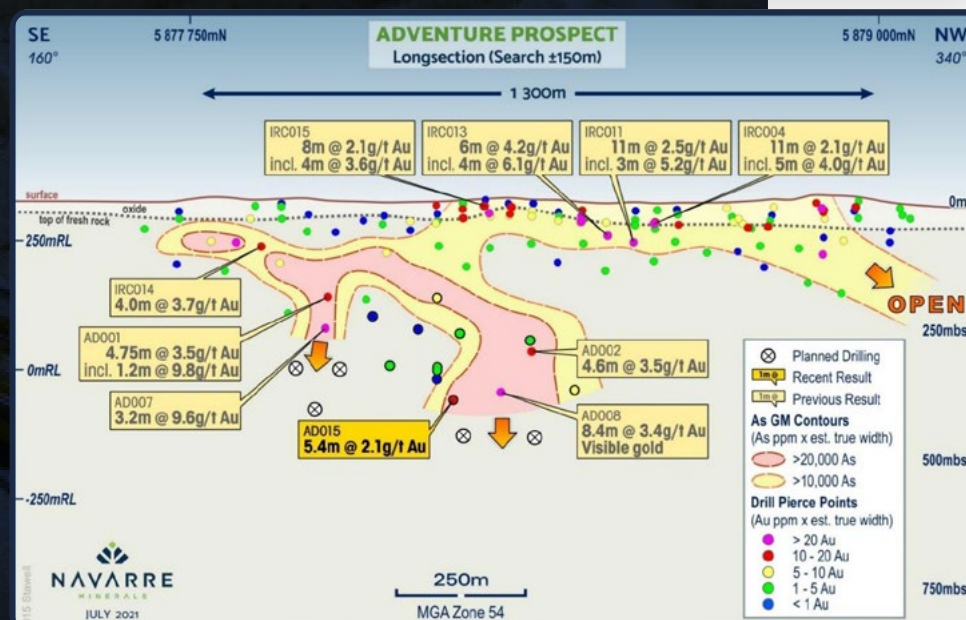 SE
160°
5 877 750mN
ADVENTURE PROSPECT
Longsection (Search ±150m)
5 879 000mN
NW
340°
1 300m
IRC015
8m @ 2.1g/t Au
incl. 4m @ 3.6g/t Au
IRC013
6m @ 4.2g/t Au
incl. 4m @ 6.1g/t Au
IRC011
11m @ 2.5g/t Au
incl. 3m @ 5.2g/t Au
IRC004
11m @ 2.1g/t Au
incl. 5m @ 4.0g/t Au
surface
oxide
top of fresh rock
0m
250mRL
IRC014
4.0m @ 3.7g/t Au
OPEN
AD001
4.75m @ 3.5g/t Au
incl. 1.2m @ 9.8g/t Au
250mbs
0mRL
AD007
3.2m @ 9.6g/t Au
AD002
4.6m @ 3.5g/t Au
AD015
5.4m @ 2.1g/t Au
AD008
8.4m @ 3.4g/t Au
Visible gold
Planned Drilling
1m @
Recent Result
1m @
Previous Result
As GM Contours
(As ppm x est. true width)
>20,000 As
>10,000 As
Drill Pierce Points
(Au ppm x est. true width)
> 20 Au
10 - 20 Au
5 - 10 Au
1 - 5 Au
< 1 Au
500mbs
-250mRL
750mbs
NAVARRE
MINERALS
JULY 2021
250m
MGA Zone 54
15 Stawell